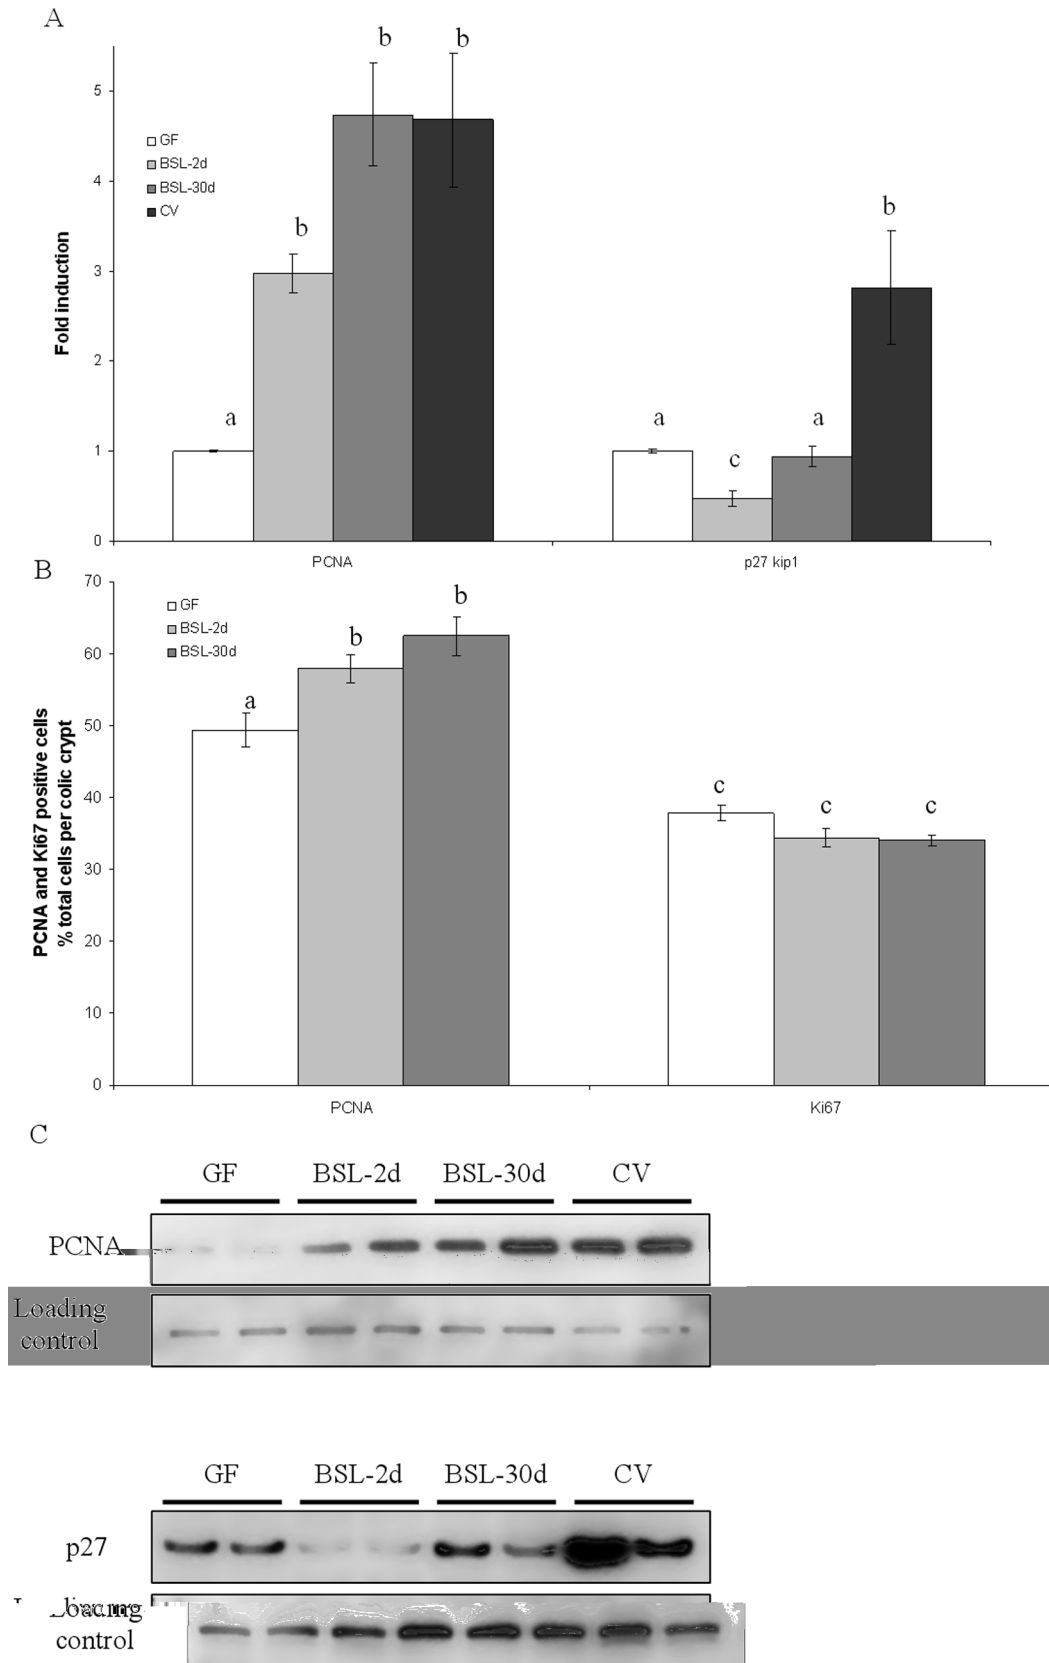 A
b b
5
GF
BSL-2d
4
BSL-30d
CV
b
b
3
Fold induction
2
a a a
c
1
0
PCNA p27 kip1
B
70
GF
BSL-2d
BSL-30d
b
b
60
a
50
PCNA and Ki67 positive cells
% total cells per colic crypt
c c c
40
30
20
10
0
PCNA Ki67
C
GF BSL-2d BSL-30d CV
PCNA
Loading
control
GF BSL-2d BSL-30d CV
p27
Loading
control